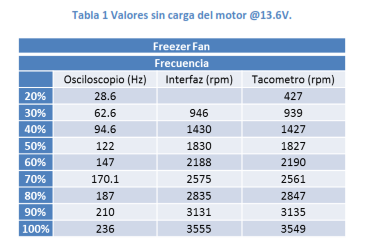 Tabla 1 Valores sin carga del motor @13.6V.
Freezer Fan
Frecuencia
Osciloscopio (Hz) Interfaz (rpm) Tacometro (rpm)
20% 28.6 427
30% 62.6 946 939
40% 94.6 1430 1427
50% 122 1830 1827
60% 147 2188 2190
70% 170.1 2575 2561
80% 187 2835 2847
90% 210 3131 3135
100% 236 3555 3549